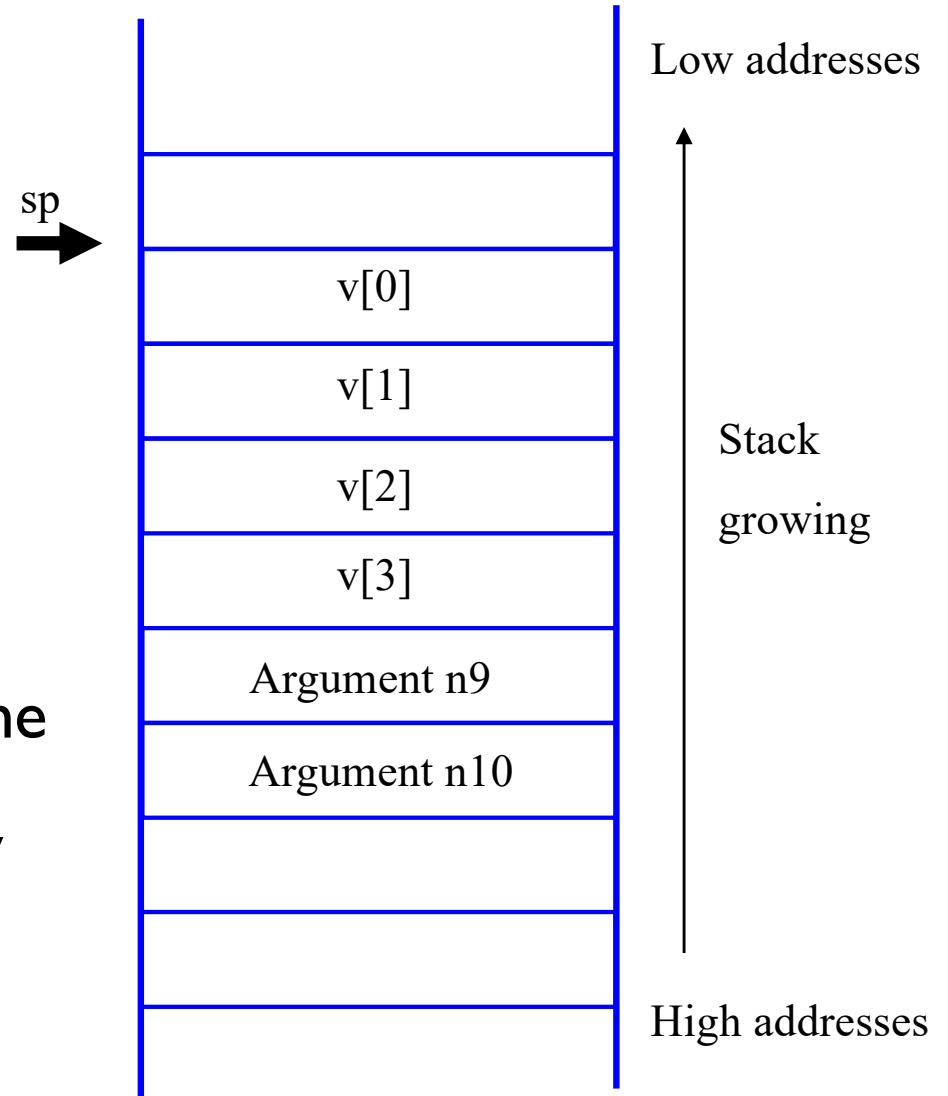 Low addresses
sp
v[0]
v[1]
v[2]
Stack
growing
v[3]
Argument n9
Argument n10
High addresses